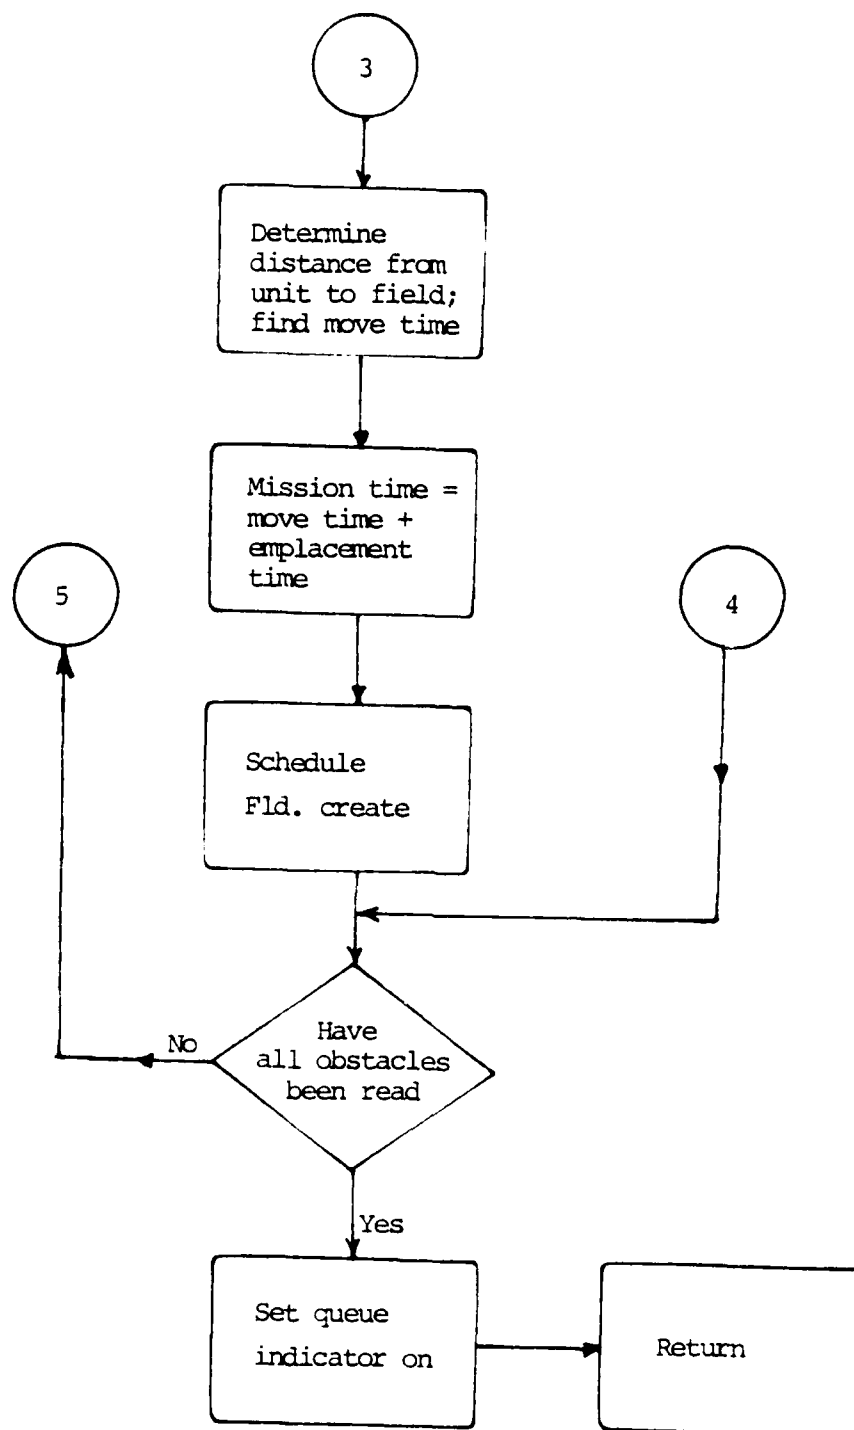 3
Determine
distance from
unit to field;
find move time
Mission time =
move time +
emplacement
time
5
4
Schedule
Fld. create
No
Have
all obstacles
been read
Yes
Set queue
indicator on
Return